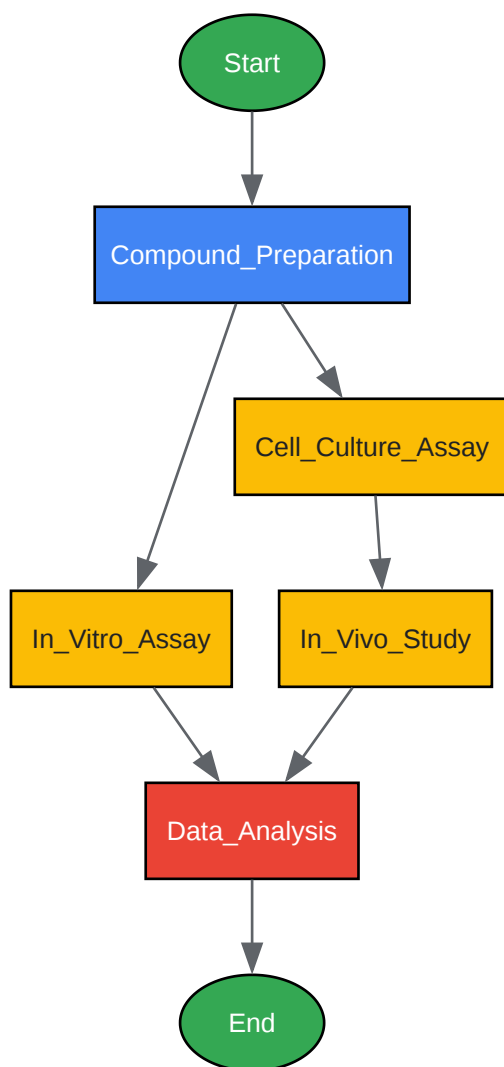 Start
Compound_Preparation
Cell_Culture_Assay
In_Vitro_Assay
In_Vivo_Study
Data_Analysis
End